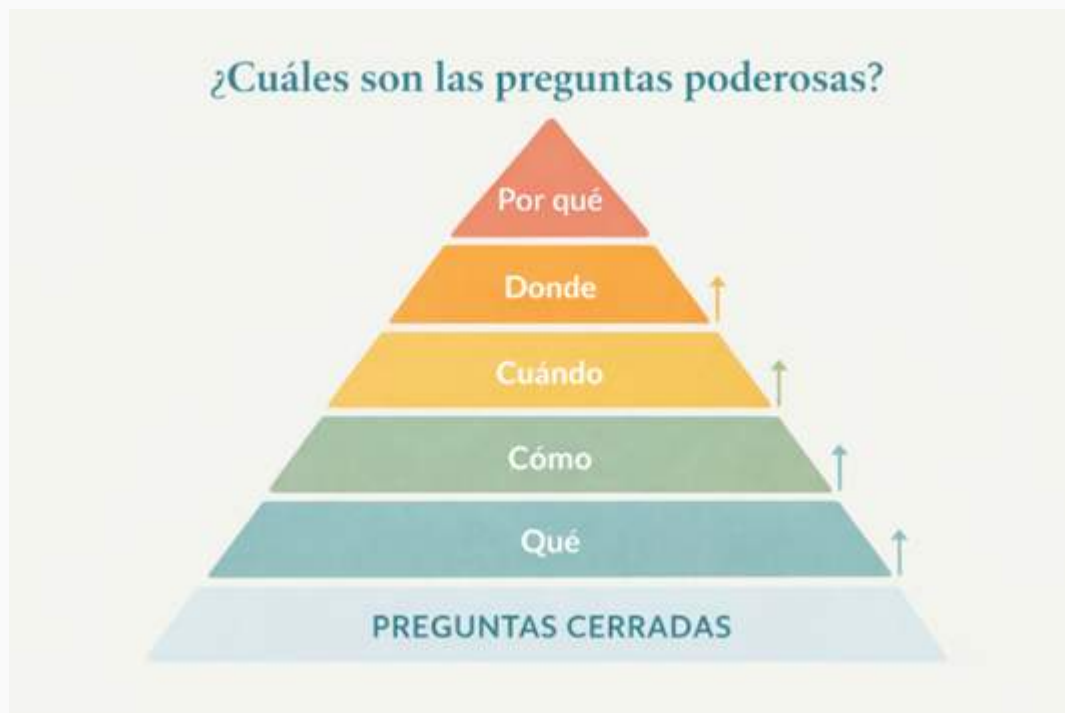 ¿Cuáles son las preguntas poderosas?
Por qué
Donde
Cuándo
Cómo
Qué
PREGUNTAS CERRADAS